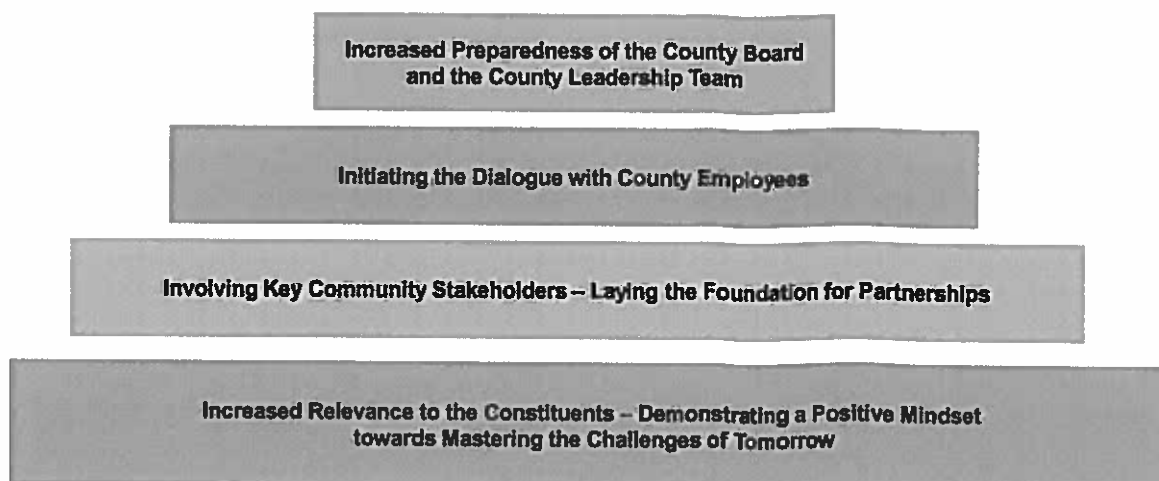 Increased Preparedness of the County Board
and the County Leadership Team
Initiating the Dialogue with County Employees
Involving Key Community Stakeholders – Laying the Foundation for Partnerships
Increased Relevance to the Constituents – Demonstrating a Positive Mindset
towards Mastering the Challenges of Tomorrow